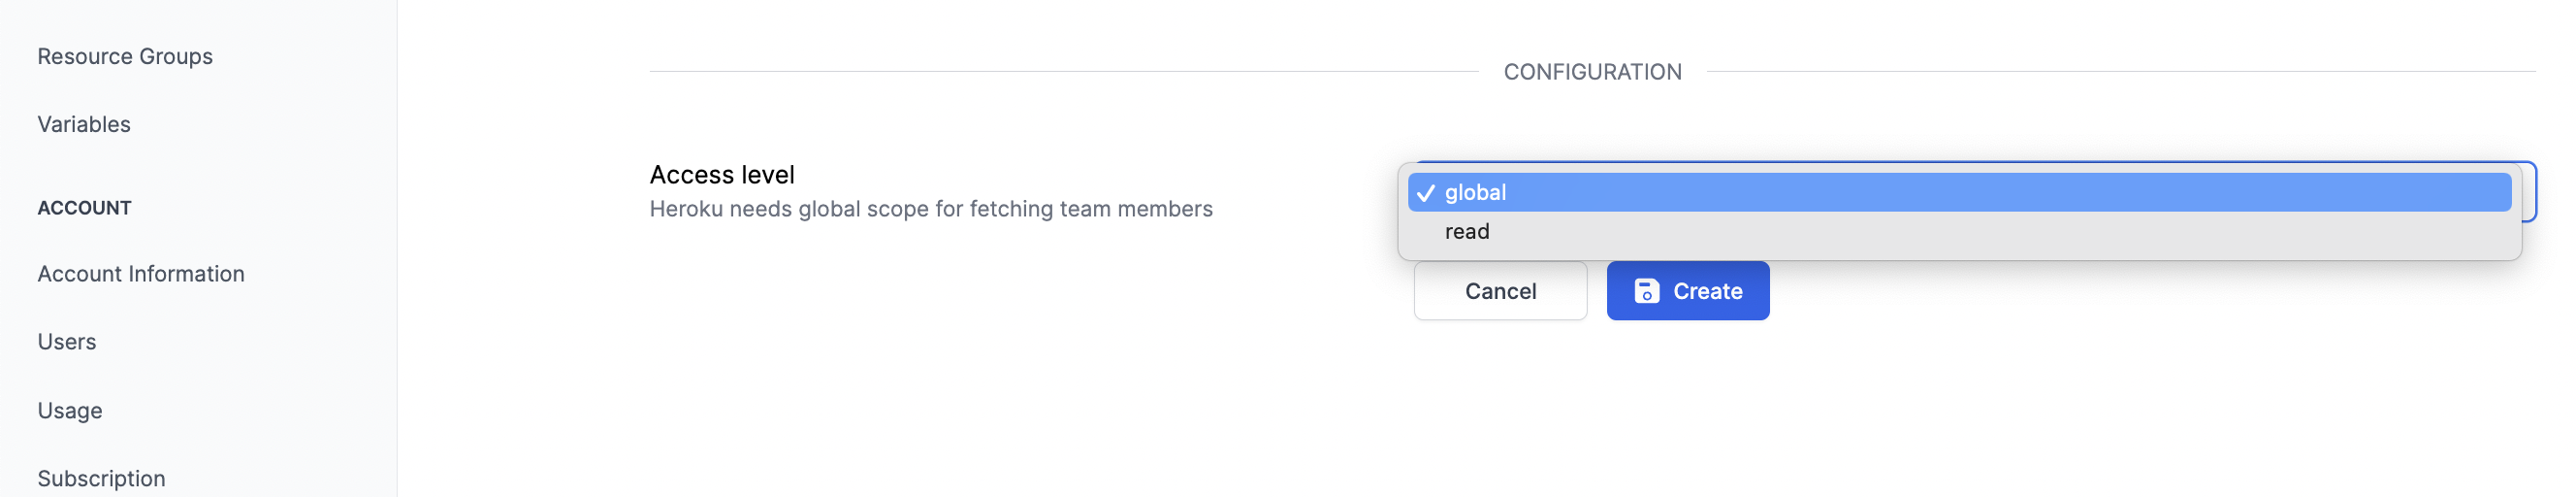 Resource Groups
Variables
ACCOUNT
Account Information
Users
Usage
Subscription
CONFIGURATION
Access level
Heroku needs global scope for fetching team members
global
read
Cancel
Create